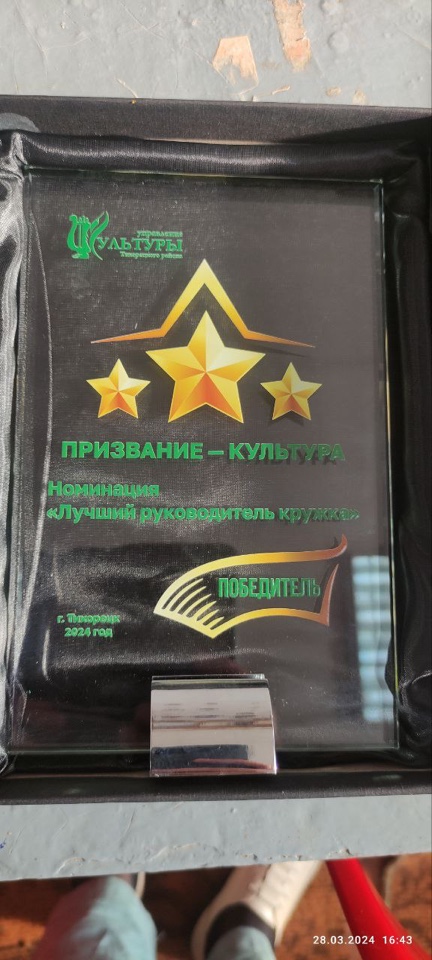 управление
КУЛЬТУРЫ
Тихорецкого района
ПРИЗВАНИЕ – КУЛЬТУРА
Номинация
«Лучший руководитель кружка»
ПОБЕДИТЕЛЬ
г. Тихорецк
2024 год
28.03.2024 16:43